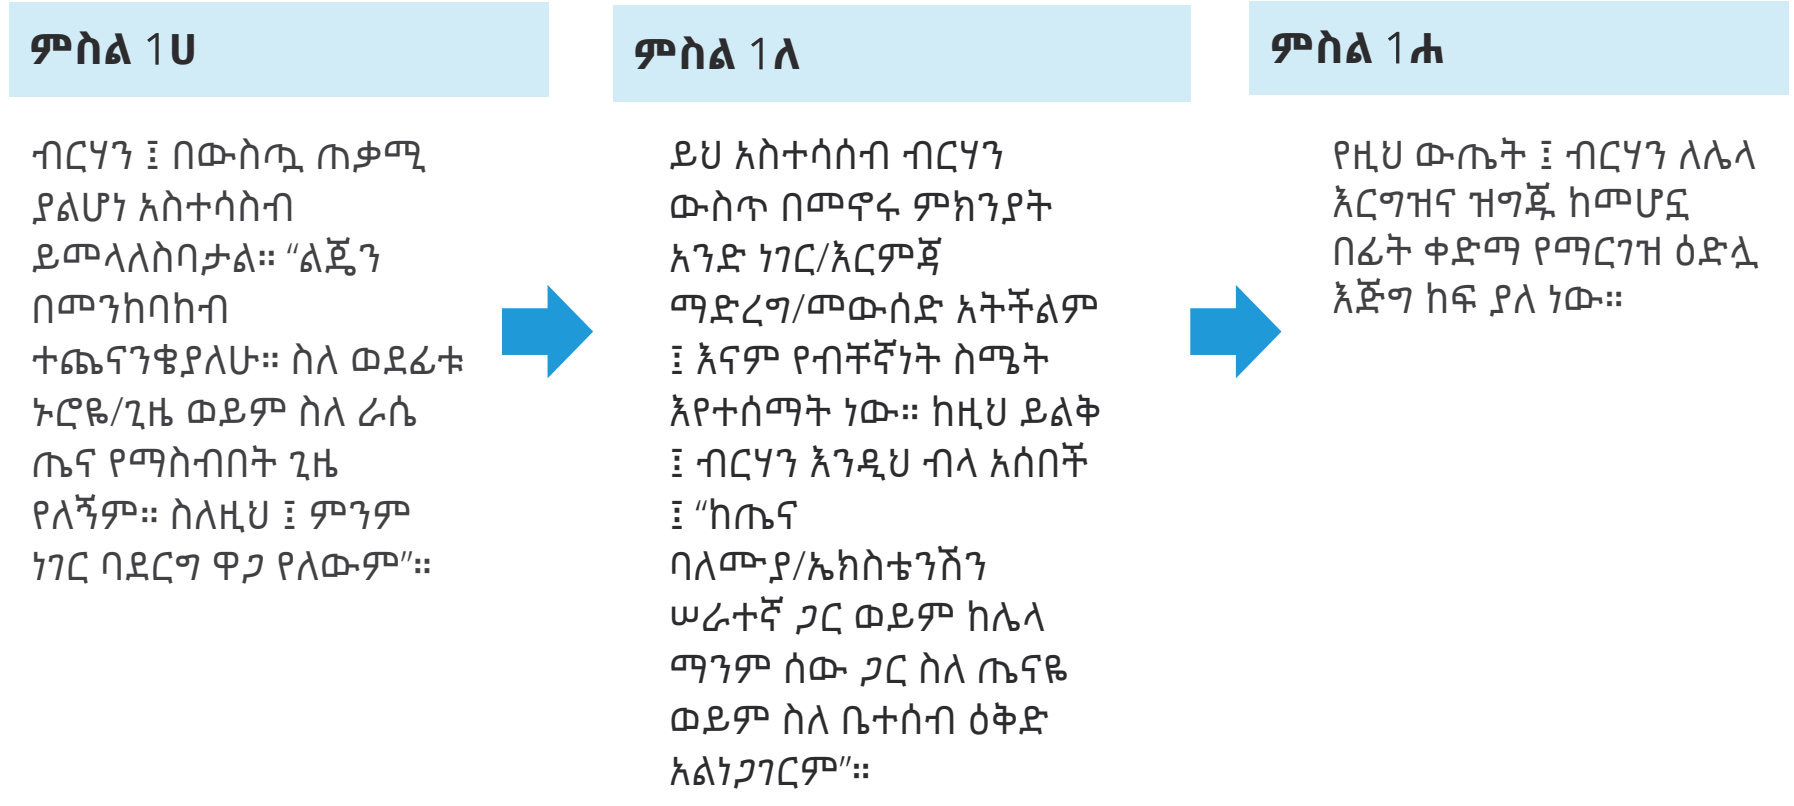 ምስል 1ሀ
ብርሃን ፤ በውስጧ ጠቃሚ
ያልሆነ አስተሳስብ
ይመላለስባታል። “ልጄን
በመንከባከብ
ተጨናንቄያለሁ። ስለ ወደፊቱ
ኑሮዬ/ጊዜ ወይም ስለ ራሴ
ጤና የማስብበት ጊዜ
የለኝም። ስለዚህ ፤ ምንም
ነገር ባደርግ ዋጋ የለውም”።
ምስል 1ለ
ይህ አስተሳሰብ ብርሃን
ውስጥ በመኖሩ ምክንያት
አንድ ነገር/እርምጃ
ማድረግ/መውሰድ አትችልም
፤ እናም የብቸኛነት ስሜት
እየተሰማት ነው። ከዚህ ይልቅ
፤ ብርሃን እንዲህ ብላ አሰበች
፤ “ከጤና
ባለሙያ/ኤክስቴንሽን
ሠራተኛ ጋር ወይም ከሌላ
ማንም ሰው ጋር ስለ ጤናዬ
ወይም ስለ ቤተሰብ ዕቅድ
አልነጋገርም”።
ምስል 1ሐ
የዚህ ውጤት ፤ ብርሃን ለሌላ
እርግዝና ዝግጁ ከመሆኗ
በፊት ቀድማ የማርገዝ ዕድሏ
እጅግ ከፍ ያለ ነው።